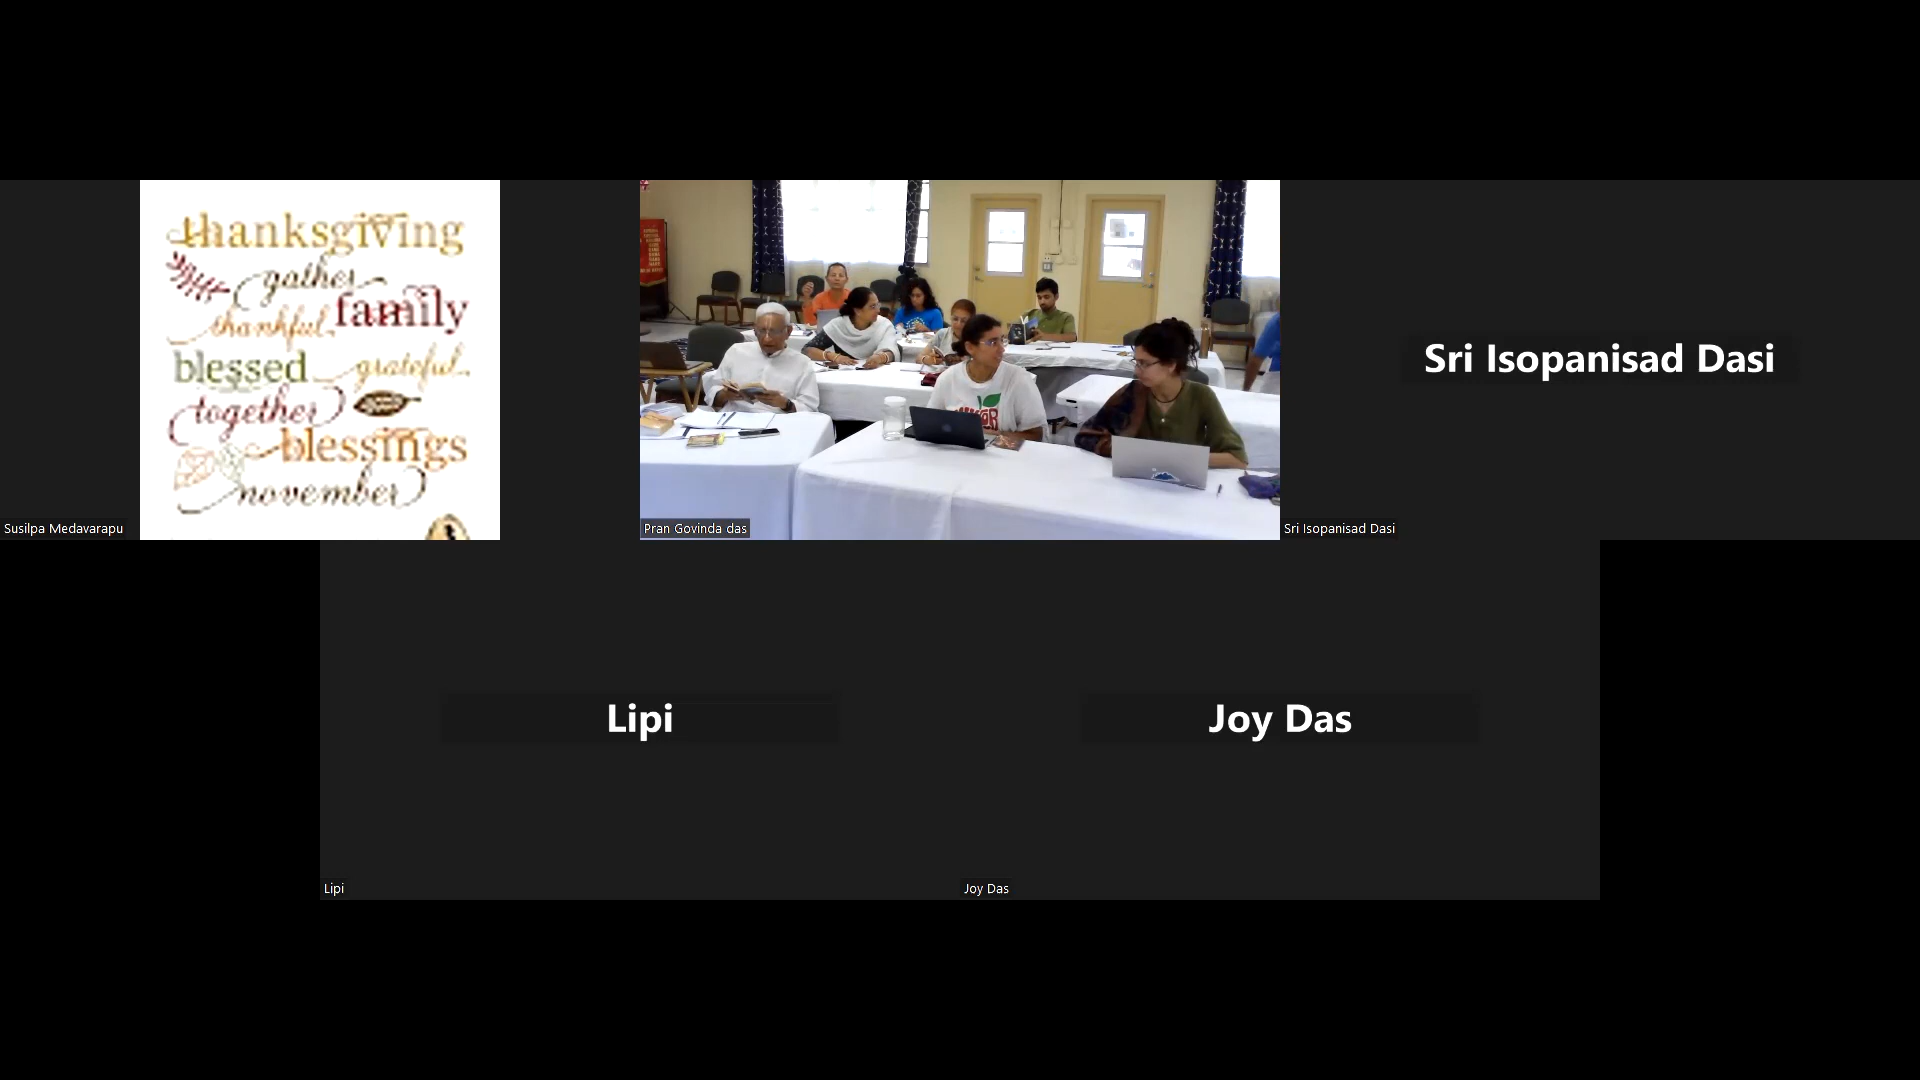 thanksgiving
gather
family
thankful
blessed
grateful
together
blessings
november
Susilpa Medavarapu
Pran Govinda das
Sri Isopanisad Dasi
Sri Isopanisad Dasi
Lipi
Lipi
Joy Das
Joy Das